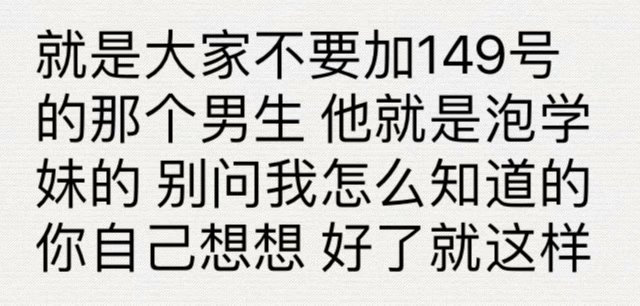 就是大家不要加149号
的那个男生 他就是泡学
妹的 别问我怎么知道的
你自己想想 好了就这样